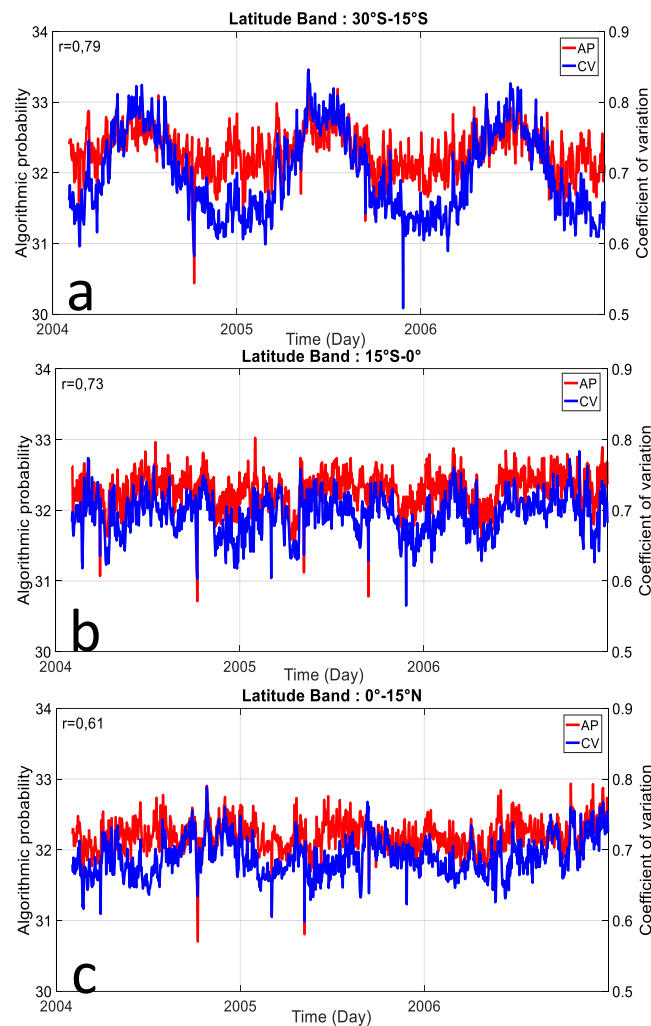 Latitude Band : 30°S-15°S
34
0.9
r=0,79
AP
CV
33
0.8
32
0.7
31
0.6
30
0.5
Algorithmic probability
Coefficient of variation
a
2004
2005
2006
Time (Day)
Latitude Band : 15°S-0°
34
0.9
r=0,73
AP
CV
33
0.8
32
0.7
31
0.6
30
0.5
Algorithmic probability
Coefficient of variation
b
2004
2005
2006
Time (Day)
Latitude Band : 0°-15°N
34
0.9
r=0,61
AP
CV
33
0.8
32
0.7
31
0.6
30
0.5
Algorithmic probability
Coefficient of variation
c
2004
2005
2006
Time (Day)